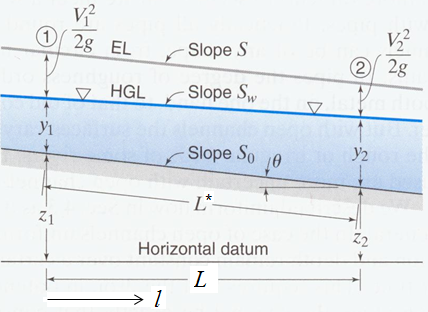 V₁²
2g
① EL Slope S
② V₂²
2g
HGL Slope S_w
y₁
Slope S₀ θ
y₂
L*
z₁
z₂
Horizontal datum
L
l